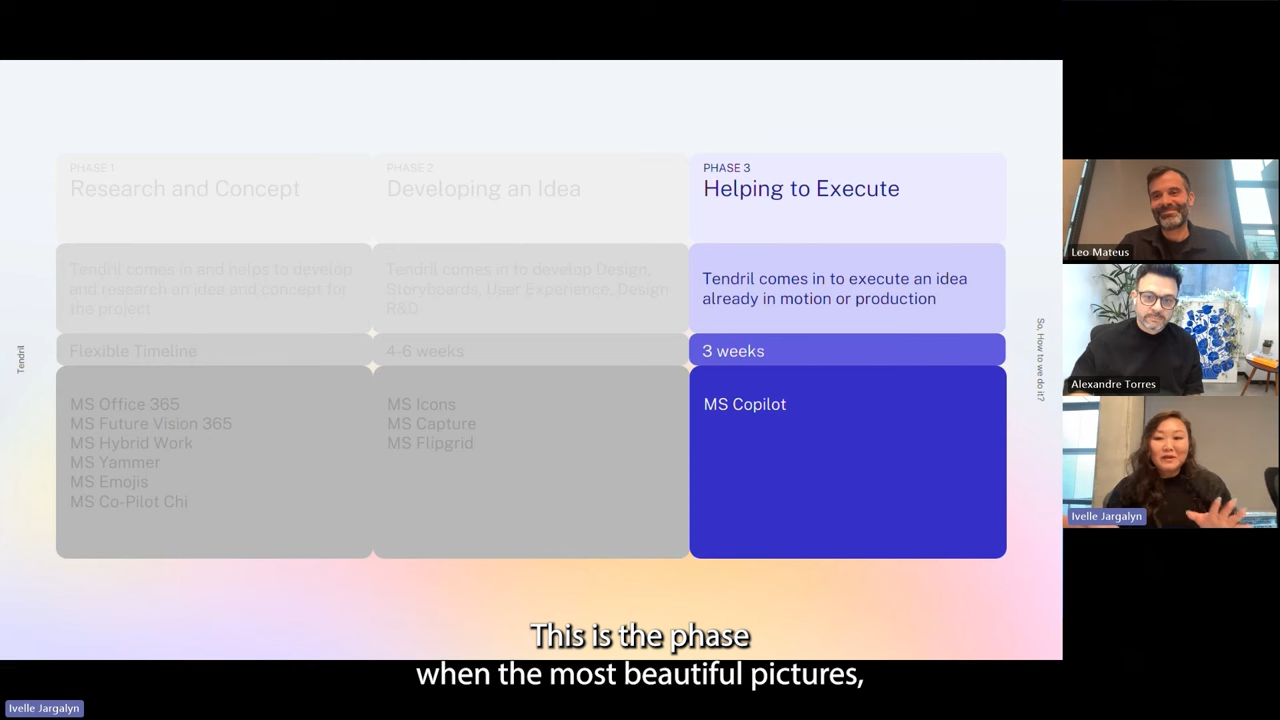 PHASE 1
Research and Concept
Tendril comes in and helps to develop
and research an idea and concept for
the project
Flexible Timeline
MS Office 365
MS Future Vision 365
MS Hybrid Work
MS Yammer
MS Emojis
MS Co-Pilot Chi
PHASE 2
Developing an Idea
Tendril comes in to develop Design,
Storyboards, User Experience, Design
R&D
4-6 weeks
MS Icons
MS Capture
MS Flipgrid
PHASE 3
Helping to Execute
Tendril comes in to execute an idea
already in motion or production
3 weeks
MS Copilot
Tendril
So, How to we do it?
Leo Mateus
Alexandre Torres
Ivelle Jargalyn
This is the phase
when the most beautiful pictures,
Ivelle Jargalyn